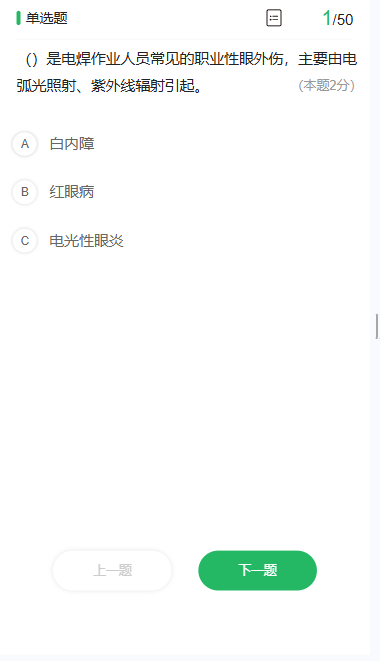 单选题
1/50
（）是电焊作业人员常见的职业性眼外伤，主要由电
弧光照射、紫外线辐射引起。 （本题2分）
A 白内障
B 红眼病
C 电光性眼炎
上一题 下一题